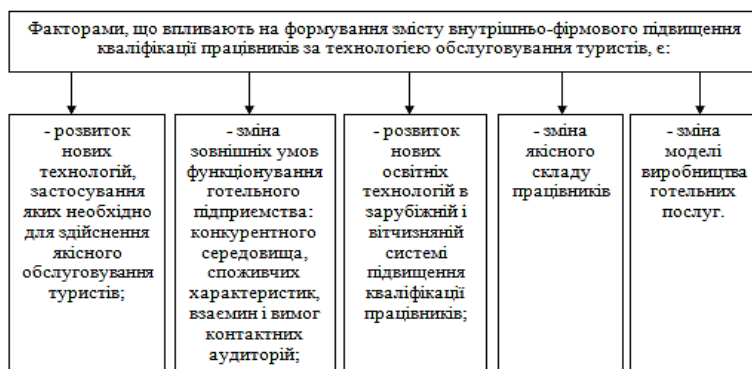 Факторами, що впливають на формування змісту внутрішньо-фірмового підвищення
кваліфікації працівників за технологією обслуговування туристів, є:
- розвиток
нових
технологій,
застосування
яких необхідно
для здійснення
якісного
обслуговування
туристів;
- зміна
зовнішніх умов
функціонування
готельного
підприємства:
конкурентного
середовища,
споживчих
характеристик,
взаємин і вимог
контактних
аудиторій;
- розвиток
нових
освітніх
технологій в
зарубіжній і
вітчизняній
системі
підвищення
кваліфікації
працівників;
- зміна
якісного
складу
працівників
- зміна
моделі
виробництва
готельних
послуг.